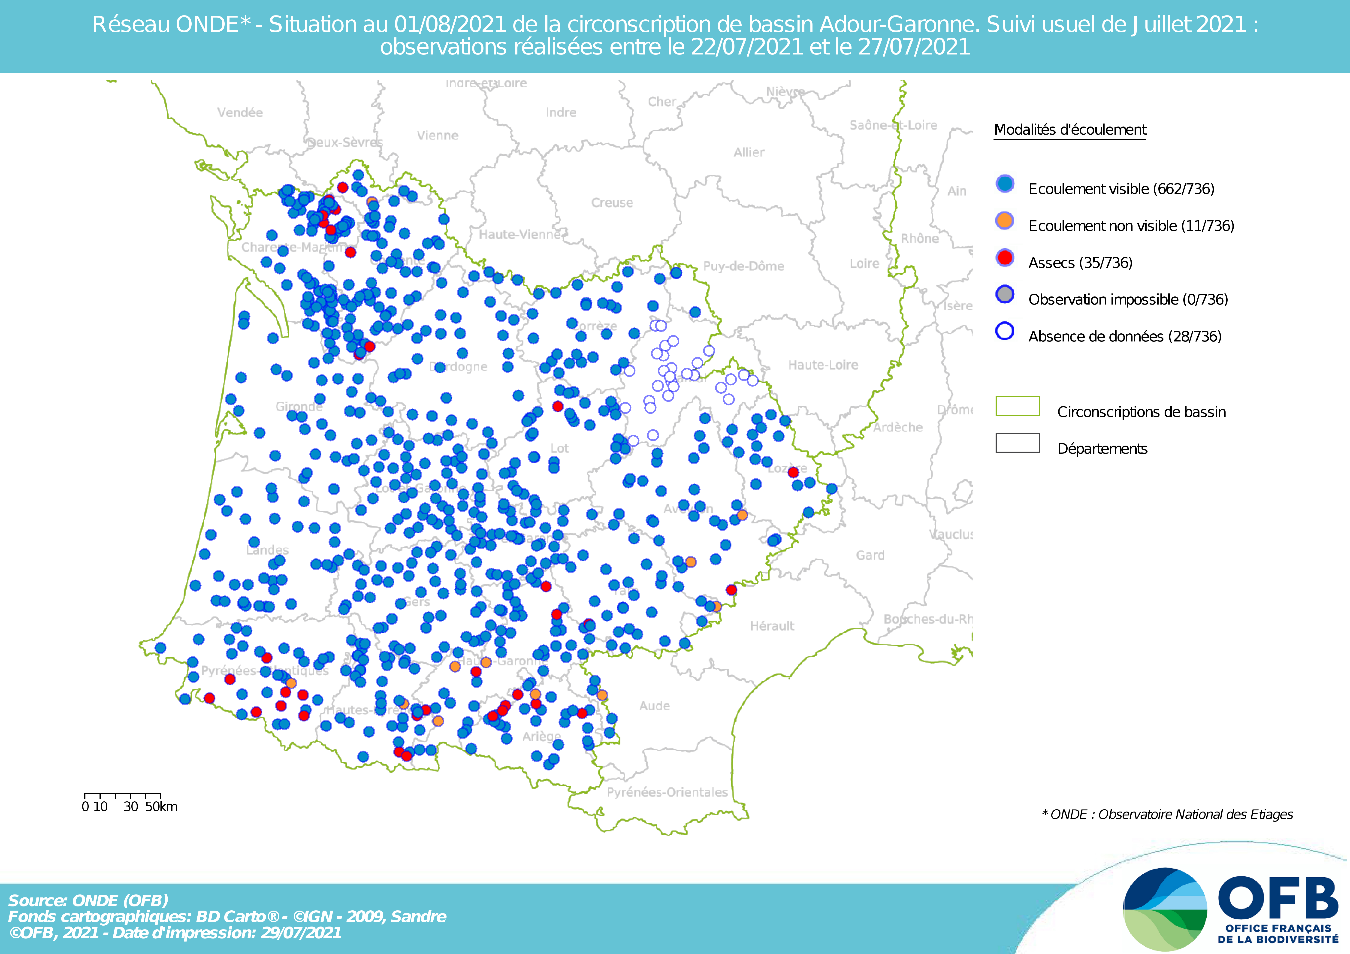 Réseau ONDE* - Situation au 01/08/2021 de la circonscription de bassin Adour-Garonne. Suivi usuel de Juillet 2021 :
observations réalisées entre le 22/07/2021 et le 27/07/2021
Indre-et-Loire
Vendée
Indre
Cher
Nièvre
Saône-et-Loire
Deux-Sèvres
Vienne
Allier
Ain
Creuse
Haute-Vienne
Charente-Maritime
Puy-de-Dôme
Loire
Rhône
Isère
Corrèze
Dordogne
Haute-Loire
Gironde
Drôme
Ardèche
Lot
Lozère
Landes
Gard
Vauclus
Gers
Hérault
Bouches-du-Rh
Pyrénées-Atlantiques
Haute-Garonne
Aude
Ariège
Pyrénées-Orientales
Modalités d'écoulement
Ecoulement visible (662/736)
Ecoulement non visible (11/736)
Assecs (35/736)
Observation impossible (0/736)
Absence de données (28/736)
Circonscriptions de bassin
Départements
0 10 30 50km
* ONDE : Observatoire National des Etiages
Source: ONDE (OFB)
Fonds cartographiques: BD Carto® - ©IGN - 2009, Sandre
©OFB, 2021 - Date d'impression: 29/07/2021
OFB
OFFICE FRANÇAIS
DE LA BIODIVERSITÉ